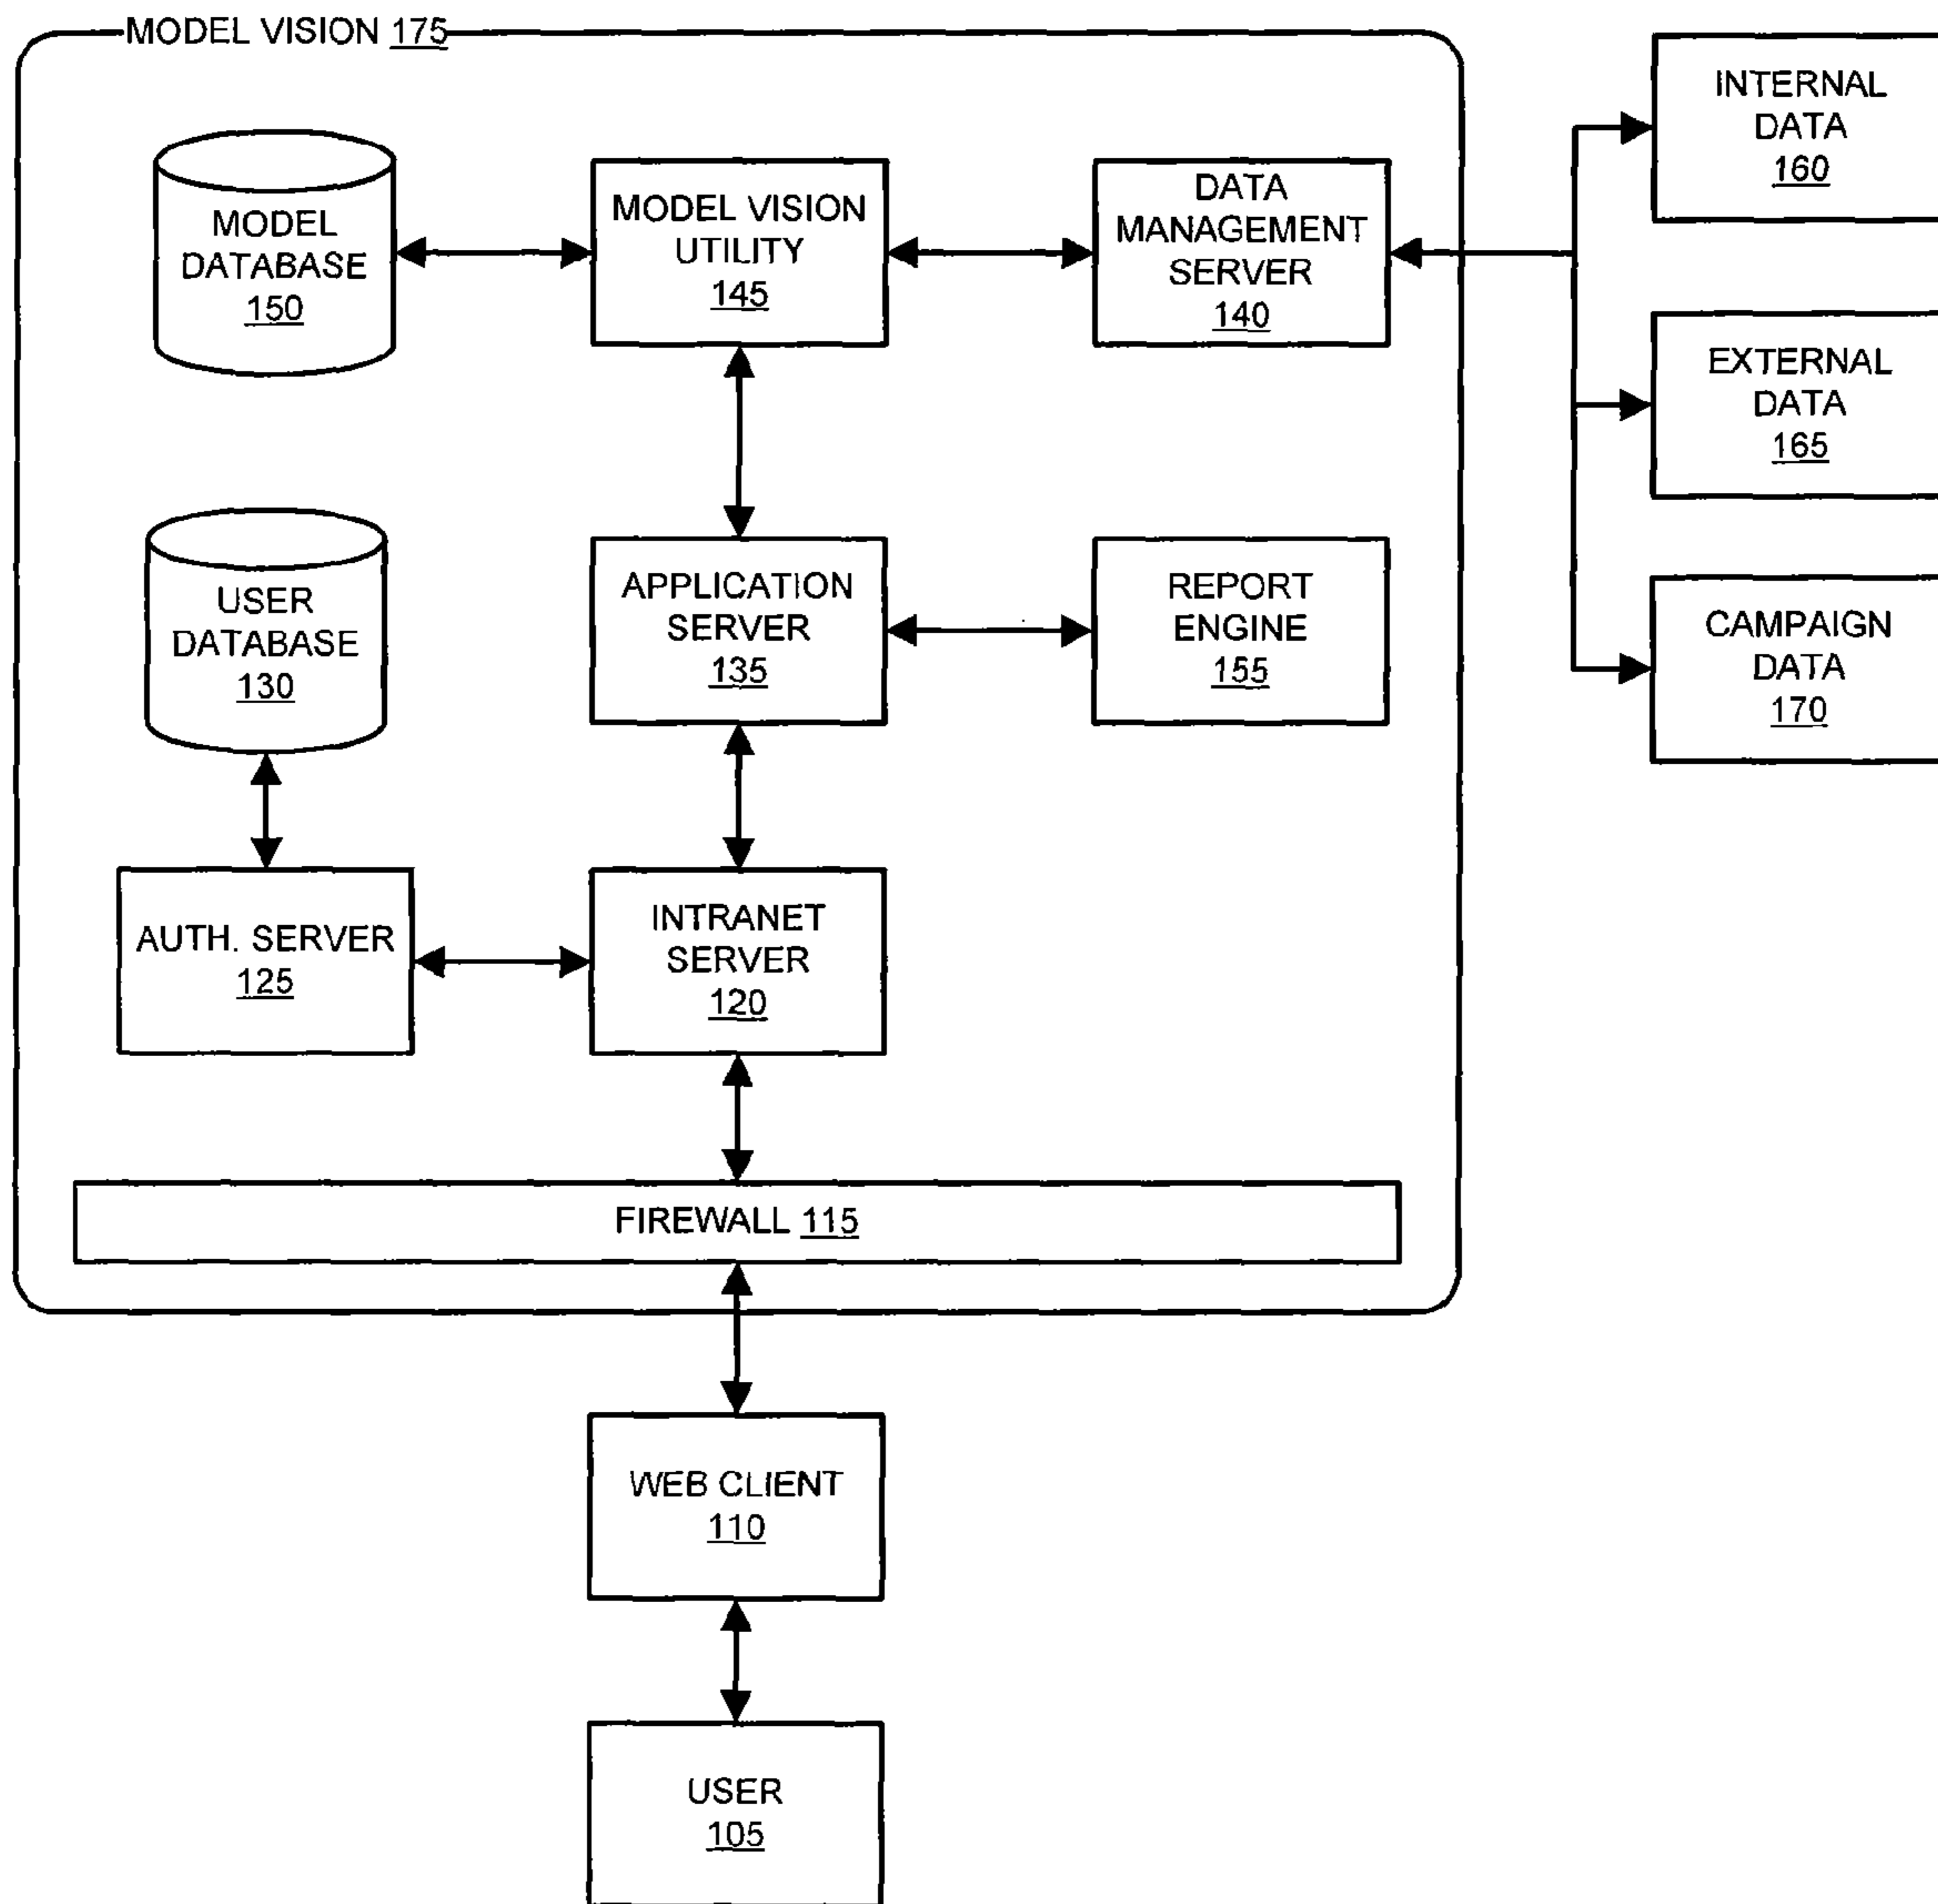 MODEL VISION 175
MODEL
DATABASE
150
MODEL VISION
UTILITY
145
DATA
MANAGEMENT
SERVER
140
INTERNAL
DATA
160
EXTERNAL
DATA
165
CAMPAIGN
DATA
170
USER
DATABASE
130
APPLICATION
SERVER
135
REPORT
ENGINE
155
AUTH. SERVER
125
INTRANET
SERVER
120
FIREWALL 115
WEB CLIENT
110
USER
105